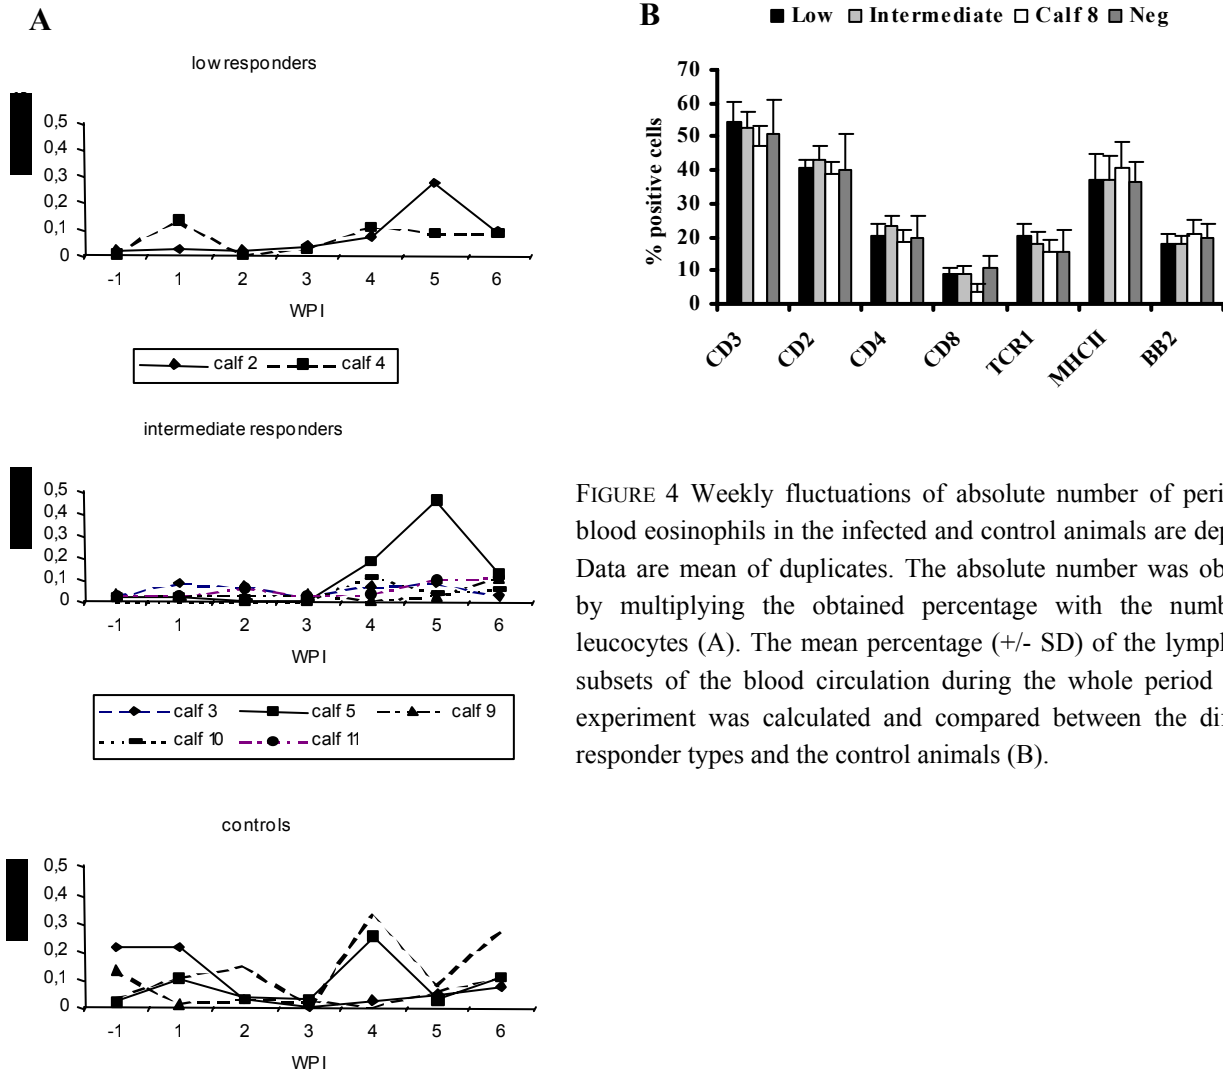 A
low responders
0,5
0,4
0,3
0,2
0,1
0
-1 1 2 3 4 5 6
WPI
calf 2 calf 4
intermediate responders
0,5
0,4
0,3
0,2
0,1
0
-1 1 2 3 4 5 6
WPI
calf 3 calf 5 calf 9
calf 10 calf 11
controls
0,5
0,4
0,3
0,2
0,1
0
-1 1 2 3 4 5 6
WPI
B
Low Intermediate Calf 8 Neg
% positive cells
70
60
50
40
30
20
10
0
CD3 CD2 CD4 CD8 TCR1 MHCII BB2
FIGURE 4 Weekly fluctuations of absolute number of peri
blood eosinophils in the infected and control animals are dep
Data are mean of duplicates. The absolute number was ob
by multiplying the obtained percentage with the numb
leucocytes (A). The mean percentage (+/- SD) of the lymph
subsets of the blood circulation during the whole period
experiment was calculated and compared between the di
responder types and the control animals (B).